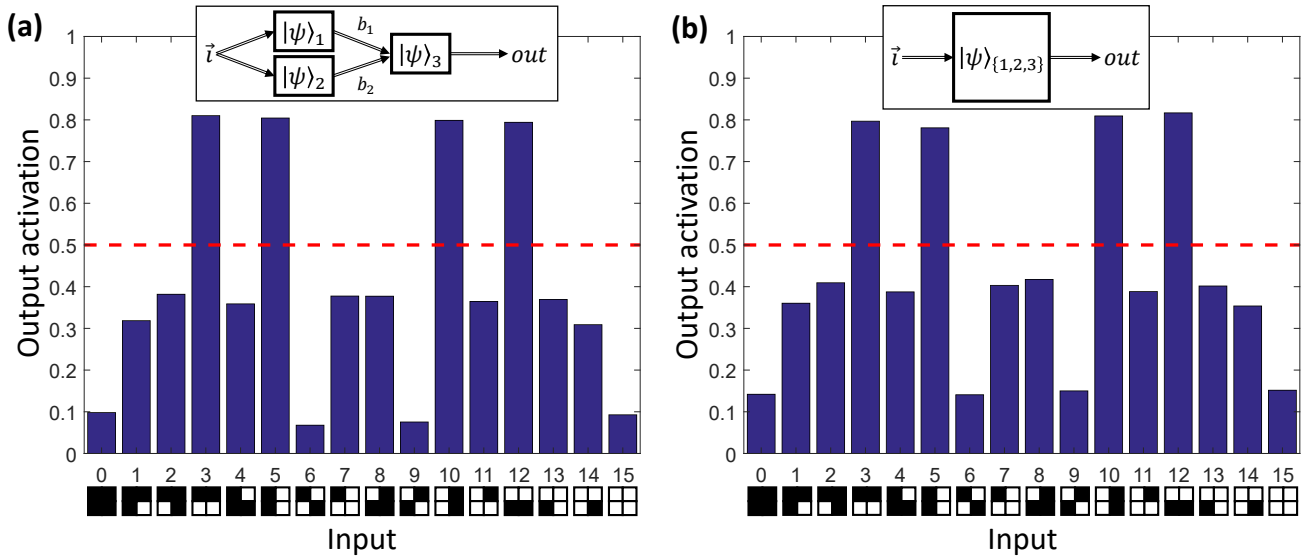 (a)
i⃗
|ψ⟩₁
b₁
|ψ⟩₂
b₂
|ψ⟩₃
out
Output activation
1
0.9
0.8
0.7
0.6
0.5
0.4
0.3
0.2
0.1
0
0 1 2 3 4 5 6 7 8 9 10 11 12 13 14 15
Input
(b)
i⃗
|ψ⟩{1,2,3}
out
Output activation
1
0.9
0.8
0.7
0.6
0.5
0.4
0.3
0.2
0.1
0
0 1 2 3 4 5 6 7 8 9 10 11 12 13 14 15
Input